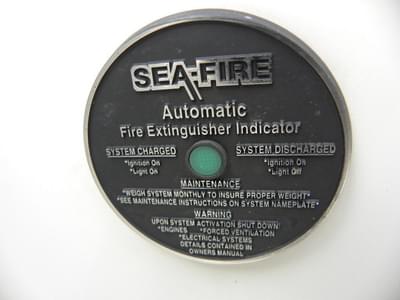 SEA-FIRE
Automatic
Fire Extinguisher Indicator
SYSTEM CHARGED
*Ignition On
*Light On
SYSTEM DISCHARGED
*Ignition On
*Light Off
MAINTENANCE
*WEIGH SYSTEM MONTHLY TO INSURE PROPER WEIGHT*
*SEE MAINTENANCE INSTRUCTIONS ON SYSTEM NAMEPLATE*
WARNING
UPON SYSTEM ACTIVATION SHUT DOWN!
*ENGINES *FORCED VENTILATION
*ELECTRICAL SYSTEMS
DETAILS CONTAINED IN
OWNERS MANUAL